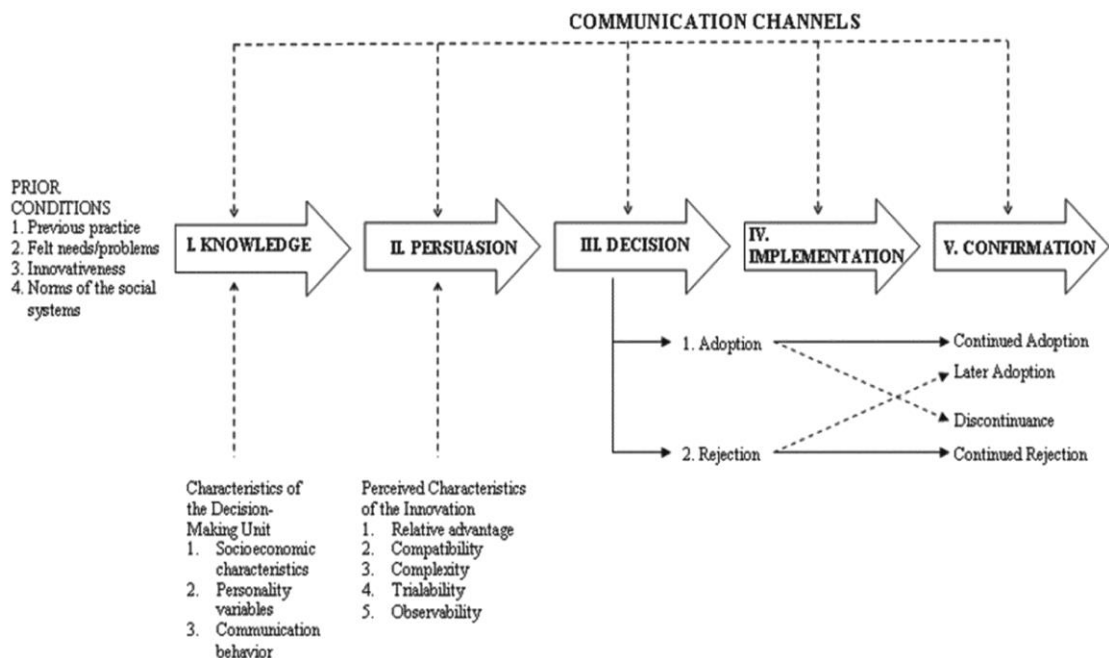 COMMUNICATION CHANNELS
PRIOR
CONDITIONS
1. Previous practice
2. Felt needs/problems
3. Innovativeness
4. Norms of the social
systems
I. KNOWLEDGE
II. PERSUASION
III. DECISION
IV.
IMPLEMENTATION
V. CONFIRMATION
1. Adoption
Continued Adoption
Later Adoption
Discontinuance
2. Rejection
Continued Rejection
Characteristics of
the Decision-
Making Unit
1. Socioeconomic
characteristics
2. Personality
variables
3. Communication
behavior
Perceived Characteristics
of the Innovation
1. Relative advantage
2. Compatibility
3. Complexity
4. Trialability
5. Observability